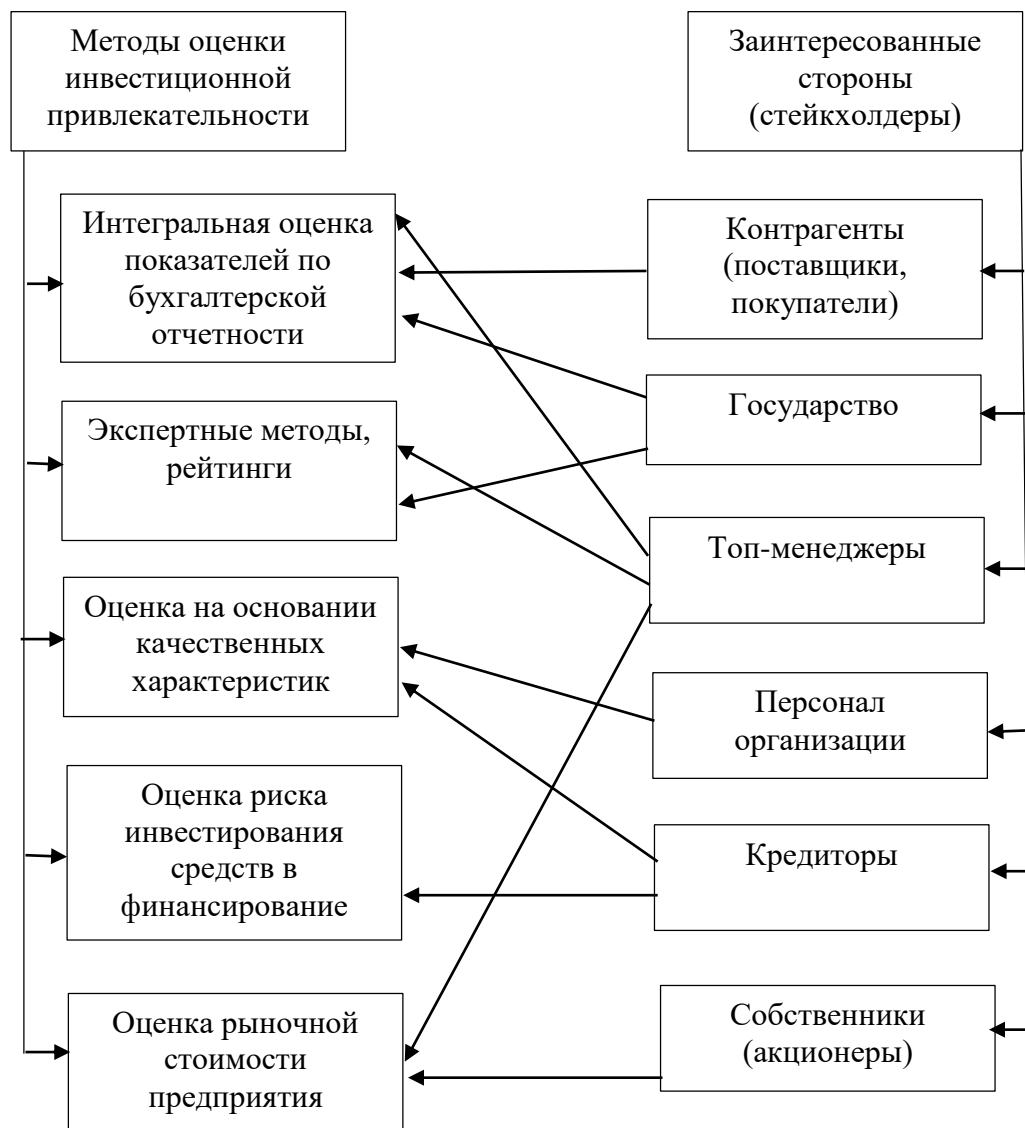 Методы оценки
инвестиционной
привлекательности
Заинтересованные
стороны
(стейкхолдеры)
Интегральная оценка
показателей по
бухгалтерской
отчетности
Контрагенты
(поставщики,
покупатели)
Экспертные методы,
рейтинги
Государство
Топ-менеджеры
Оценка на основании
качественных
характеристик
Персонал
организации
Оценка риска
инвестирования
средств в
финансирование
Кредиторы
Оценка рыночной
стоимости
предприятия
Собственники
(акционеры)